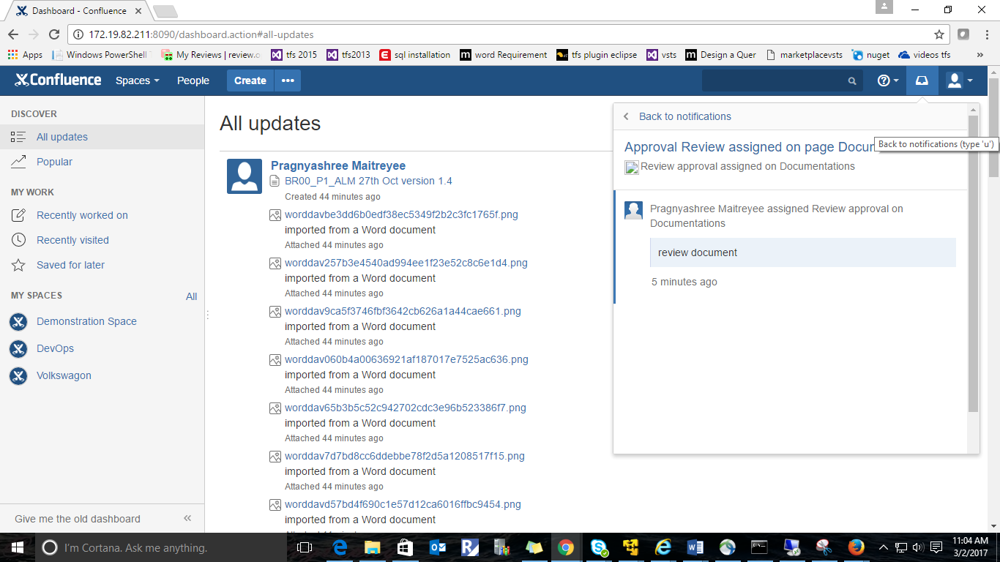 Dashboard - Confluence
172.19.82.211:8090/dashboard.action#all-updates
Apps
Windows PowerShell
My Reviews | review.o
tfs 2015
tfs2013
sql installation
word Requirement
tfs plugin eclipse
vsts
Design a Quer
marketplacevsts
nuget
videos tfs
»
Confluence
Spaces
People
Create
•••
DISCOVER
All updates
Popular
MY WORK
Recently worked on
Recently visited
Saved for later
MY SPACES
All
Demonstration Space
DevOps
Volkswagon
Give me the old dashboard
All updates
Pragnyashree Maitreyee
BR00_P1_ALM 27th Oct version 1.4
Created 44 minutes ago
worddavbe3dd6b0edf38ec5349f2b2c3fc1765f.png
imported from a Word document
Attached 44 minutes ago
worddav257b3e4540ad994ee1f23e52c8c6e1d4.png
imported from a Word document
Attached 44 minutes ago
worddav9ca5f3746fbf3642cb626a1a44cae661.png
imported from a Word document
Attached 44 minutes ago
worddav060b4a00636921af187017e7525ac636.png
imported from a Word document
Attached 44 minutes ago
worddav65b3b5c52c942702cdc3e96b523386f7.png
imported from a Word document
Attached 44 minutes ago
worddav7d7bd8cc6ddebbe78f2d5a1208517f15.png
imported from a Word document
Attached 44 minutes ago
worddavd57bd4f690c1e57d12ca6016ffbc9454.png
imported from a Word document
Back to notifications
Approval Review assigned on page Docum
Back to notifications (type 'u')
Review approval assigned on Documentations
Pragnyashree Maitreyee assigned Review approval on
Documentations
review document
5 minutes ago
I'm Cortana. Ask me anything.
11:04 AM
3/2/2017